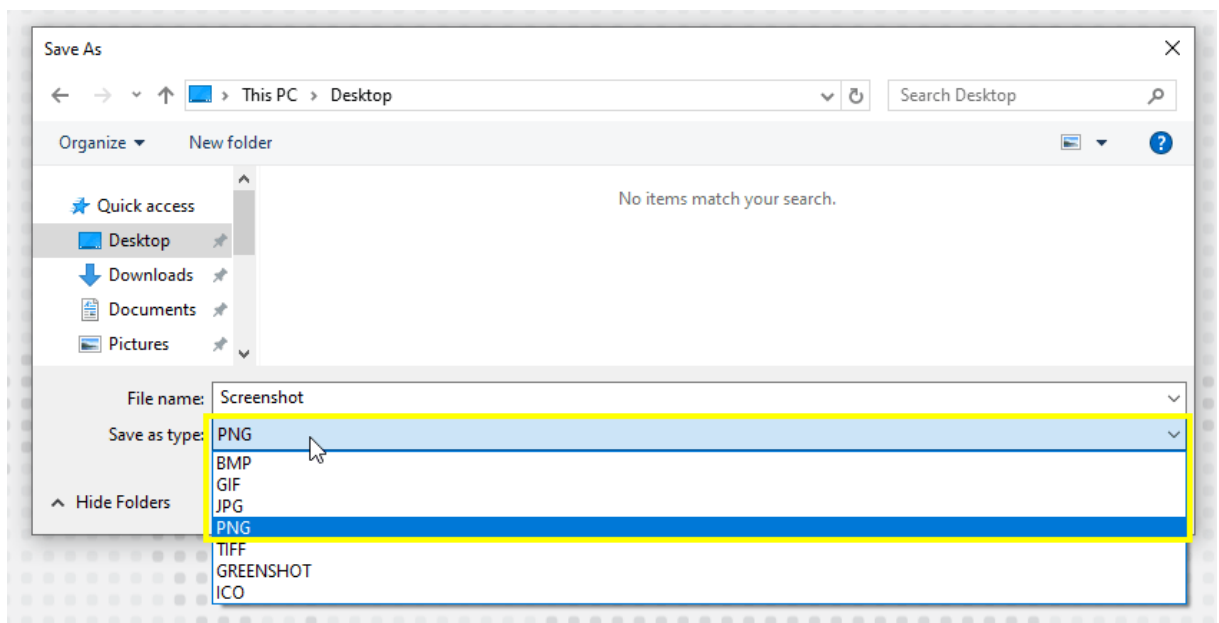 Save As
This PC > Desktop
Search Desktop
Organize
New folder
Quick access
Desktop
Downloads
Documents
Pictures
No items match your search.
File name: Screenshot
Save as type: PNG
BMP
GIF
JPG
PNG
TIFF
GREENSHOT
ICO
Hide Folders